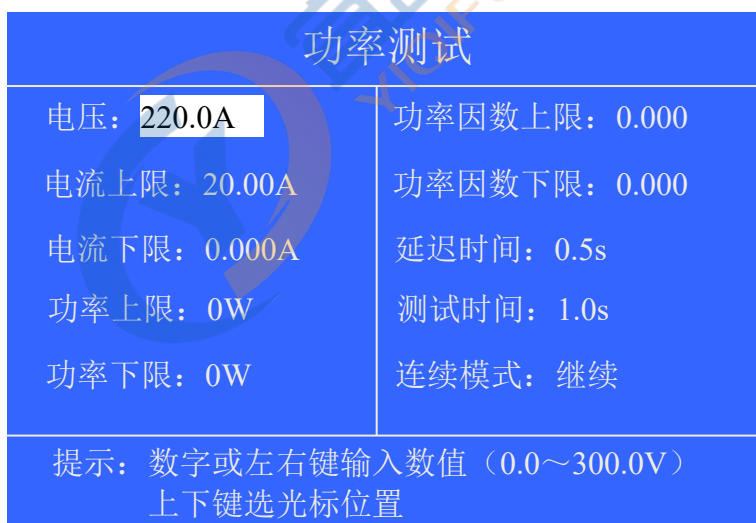 功率测试
电压：220.0A
电流上限：20.00A
电流下限：0.000A
功率上限：0W
功率下限：0W
功率因数上限：0.000
功率因数下限：0.000
延迟时间：0.5s
测试时间：1.0s
连续模式：继续
提示：数字或左右键输入数值（0.0～300.0V）
上下键选光标位置